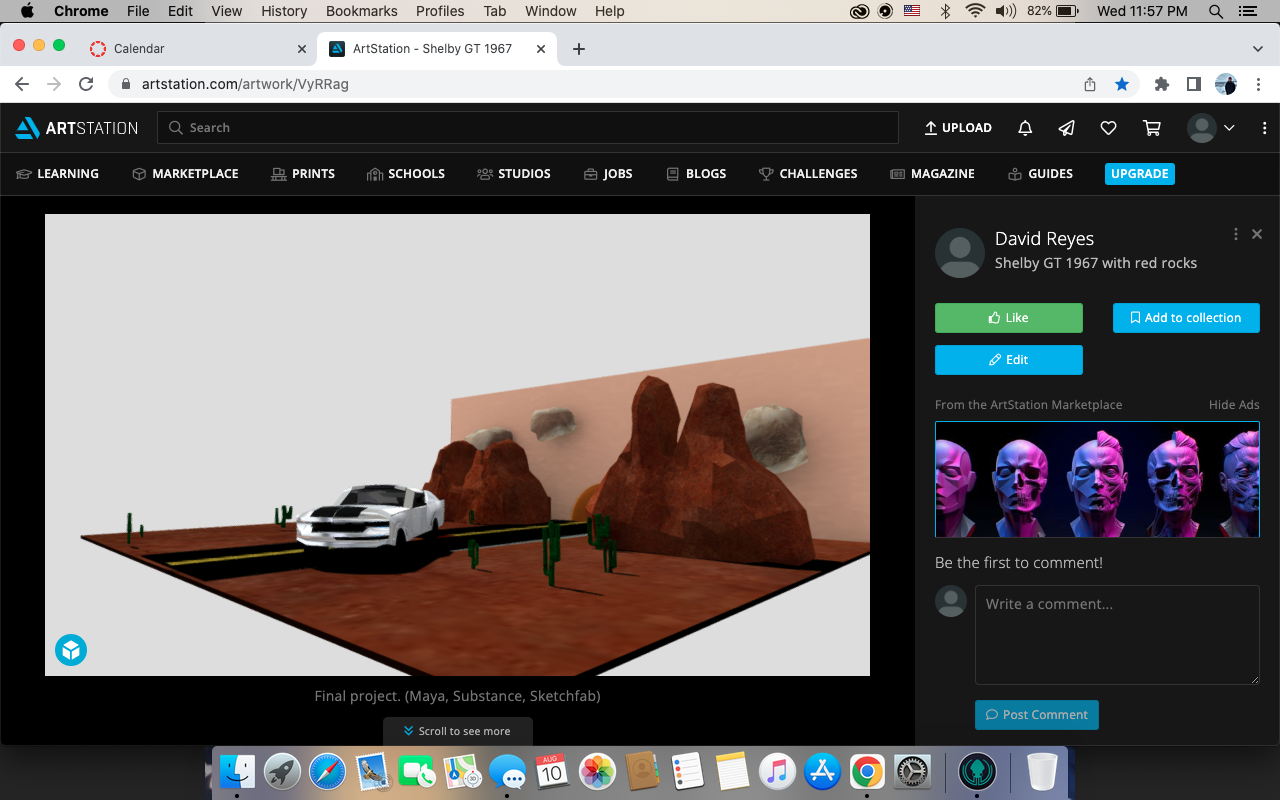 Chrome File Edit View History Bookmarks Profiles Tab Window Help 82% Wed 11:57 PM
Calendar ArtStation - Shelby GT 1967
artstation.com/artwork/VyRRag
ARTSTATION Search UPLOAD
LEARNING MARKETPLACE PRINTS SCHOOLS STUDIOS JOBS BLOGS CHALLENGES MAGAZINE GUIDES UPGRADE
David Reyes
Shelby GT 1967 with red rocks
Like Add to collection
Edit
From the ArtStation Marketplace Hide Ads
Be the first to comment!
Write a comment...
Post Comment
Final project. (Maya, Substance, Sketchfab)
Scroll to see more
AUG
10